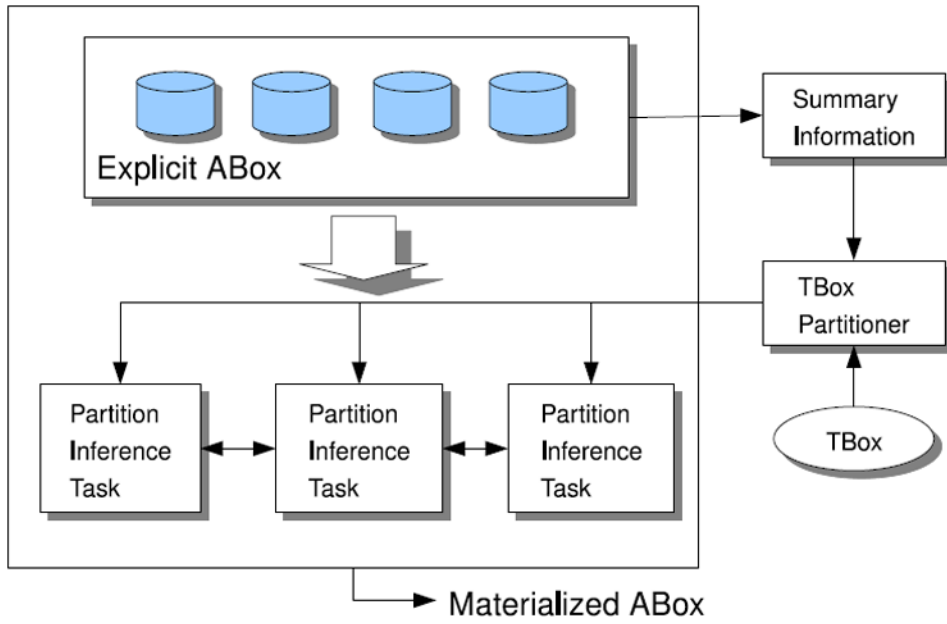 Explicit ABox
Summary
Information
TBox
Partitioner
Partition
Inference
Task
Partition
Inference
Task
Partition
Inference
Task
TBox
Materialized ABox